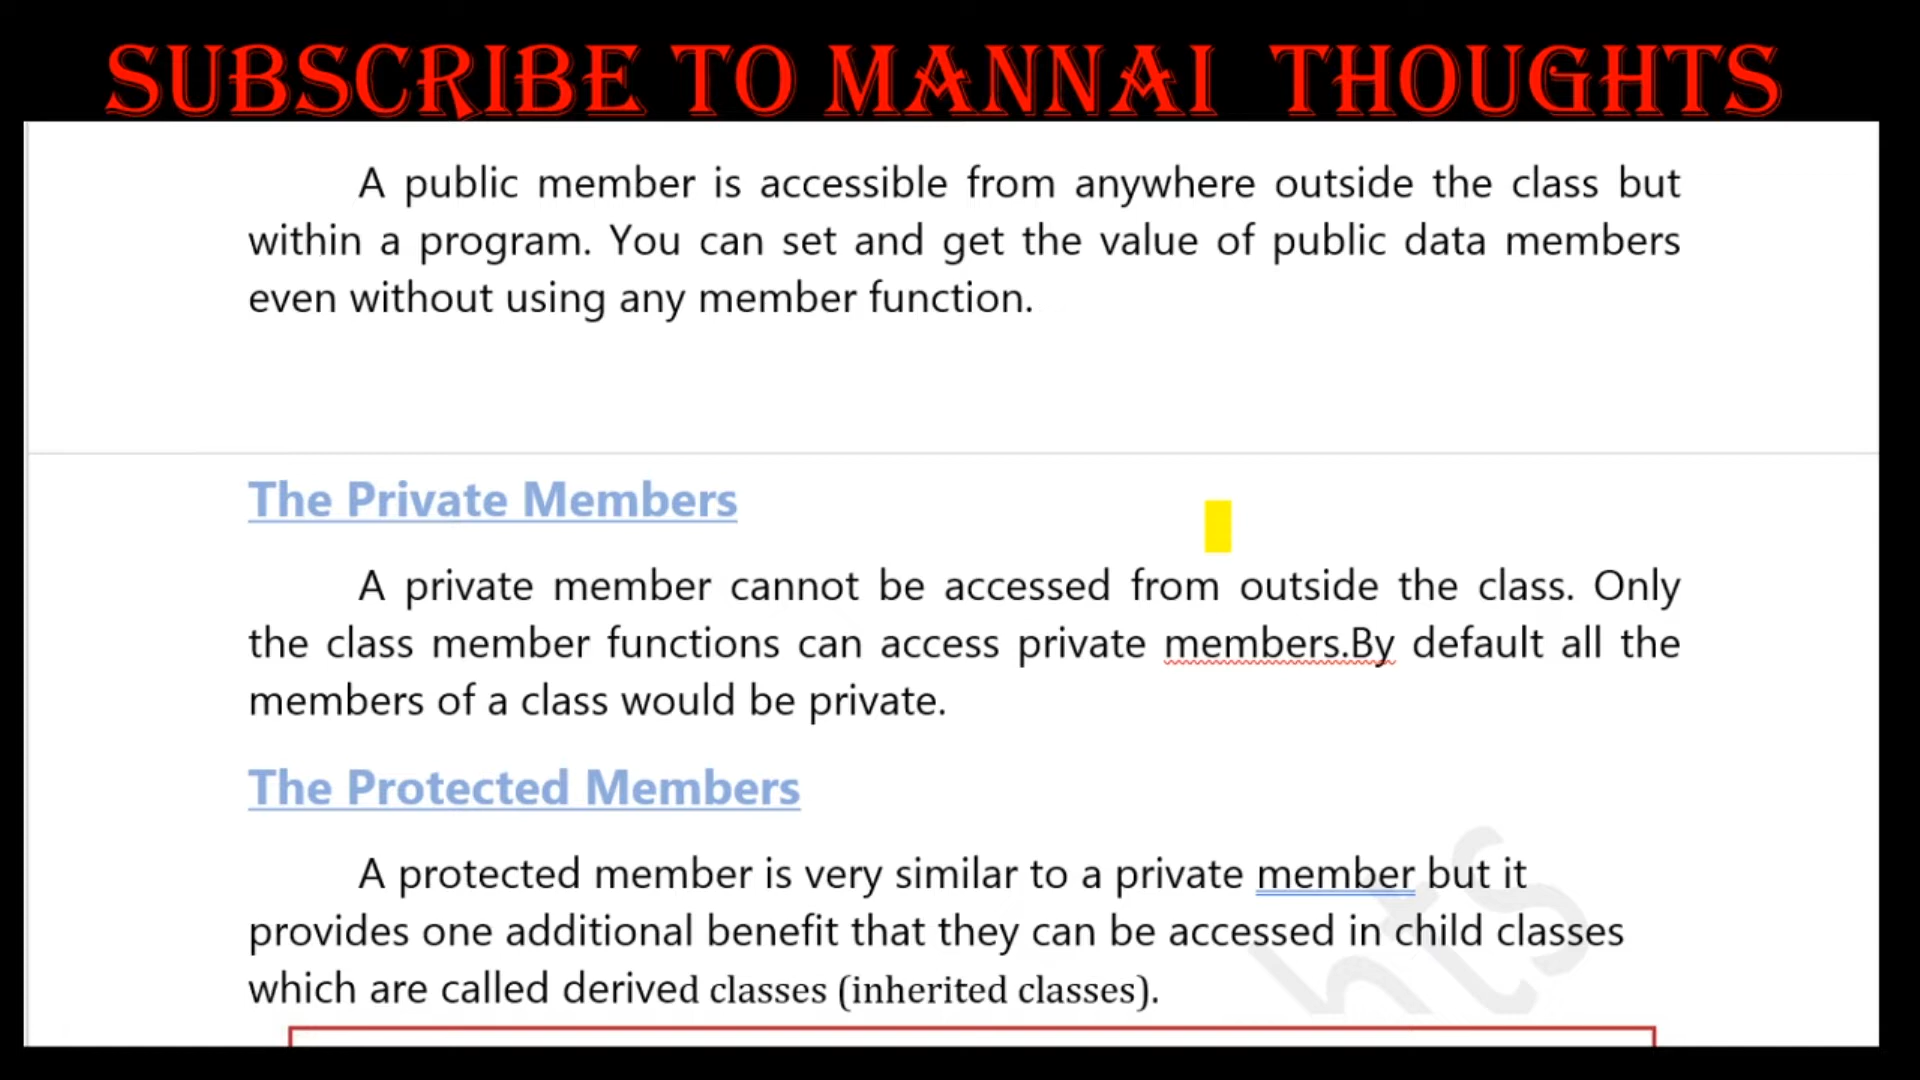 SUBSCRIBE TO MANNAI THOUGHTS
A public member is accessible from anywhere outside the class but
within a program. You can set and get the value of public data members
even without using any member function.
The Private Members
A private member cannot be accessed from outside the class. Only
the class member functions can access private members.By default all the
members of a class would be private.
The Protected Members
A protected member is very similar to a private member but it
provides one additional benefit that they can be accessed in child classes
which are called derived classes (inherited classes).
hts